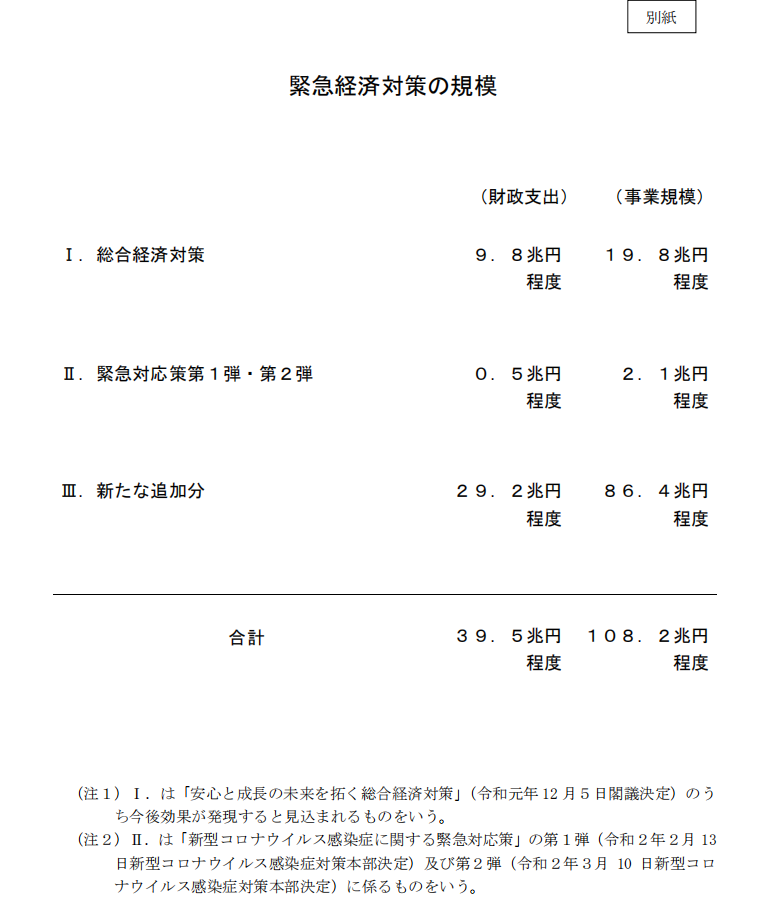 別紙
緊急経済対策の規模
（財政支出）　（事業規模）
Ⅰ．総合経済対策　９．８兆円　１９．８兆円
程度　程度
Ⅱ．緊急対応策第１弾・第２弾　０．５兆円　２．１兆円
程度　程度
Ⅲ．新たな追加分　２９．２兆円　８６．４兆円
程度　程度
合計　３９．５兆円　１０８．２兆円
程度　程度
（注１）Ⅰ．は「安心と成長の未来を拓く総合経済対策」（令和元年 12 月５日閣議決定）のう
ち今後効果が発現すると見込まれるものをいう。
（注２）Ⅱ．は「新型コロナウイルス感染症に関する緊急対応策」の第１弾（令和２年２月 13
日新型コロナウイルス感染症対策本部決定）及び第２弾（令和２年３月 10 日新型コロ
ナウイルス感染症対策本部決定）に係るものをいう。